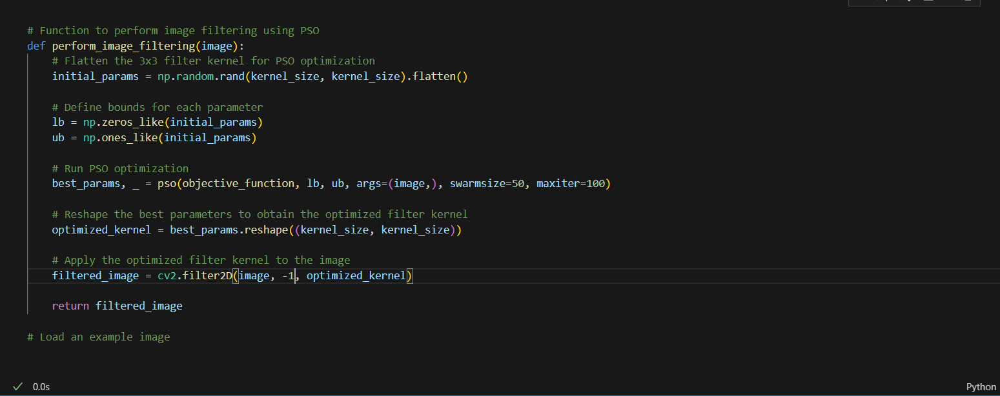 # Function to perform image filtering using PSO
def perform_image_filtering(image):
    # Flatten the 3x3 filter kernel for PSO optimization
    initial_params = np.random.rand(kernel_size, kernel_size).flatten()
    # Define bounds for each parameter
    lb = np.zeros_like(initial_params)
    ub = np.ones_like(initial_params)
    # Run PSO optimization
    best_params, _ = pso(objective_function, lb, ub, args=(image,), swarmsize=50, maxiter=100)
    # Reshape the best parameters to obtain the optimized filter kernel
    optimized_kernel = best_params.reshape((kernel_size, kernel_size))
    # Apply the optimized filter kernel to the image
    filtered_image = cv2.filter2D(image, -1, optimized_kernel)
    return filtered_image
# Load an example image
0.0s
Python